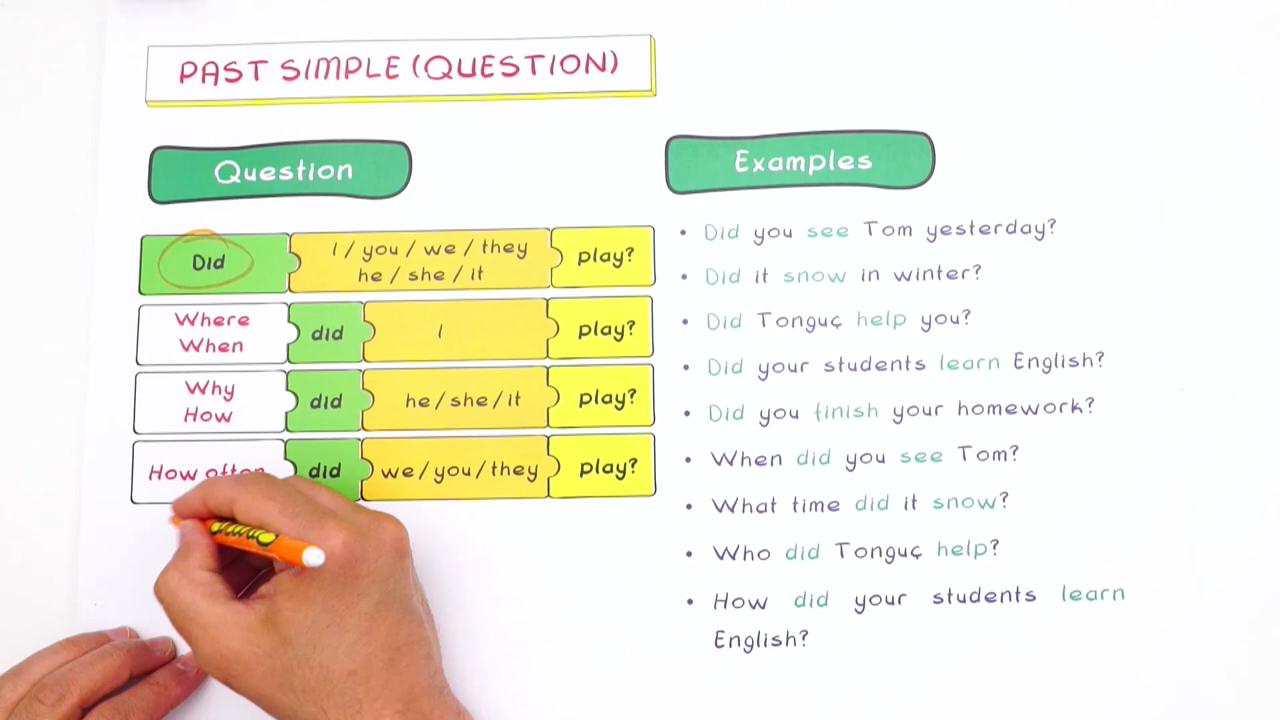 PAST SIMPLE (QUESTION)
Question
Did
I / you / we / they
he / she / it
play?
Where
When
did
I
play?
Why
How
did
he / she / it
play?
How often
did
we / you / they
play?
Examples
• Did you see Tom yesterday?
• Did it snow in winter?
• Did Tonguç help you?
• Did your students learn English?
• Did you finish your homework?
• When did you see Tom?
• What time did it snow?
• Who did Tonguç help?
• How did your students learn
English?